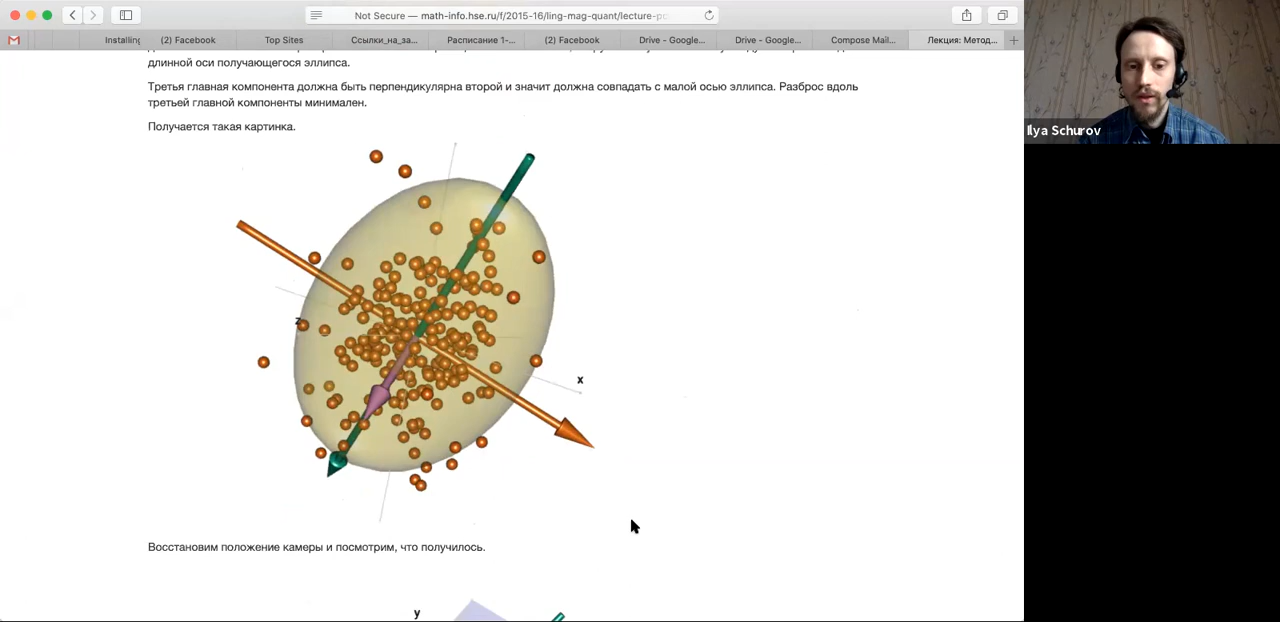 Not Secure — math-info.hse.ru/f/2015-16/ling-mag-quant/lecture-pc
Installing
(2) Facebook
Top Sites
Ссылки_на_за...
Расписание 1-...
(2) Facebook
Drive - Google...
Drive - Google...
Compose Mail...
Лекция: Метод...
длинной оси получающегося эллипса.
Третья главная компонента должна быть перпендикулярна второй и значит должна совпадать с малой осью эллипса. Разброс вдоль
третьей главной компоненты минимален.
Получается такая картинка.
z
x
Восстановим положение камеры и посмотрим, что получилось.
y
Ilya Schurov